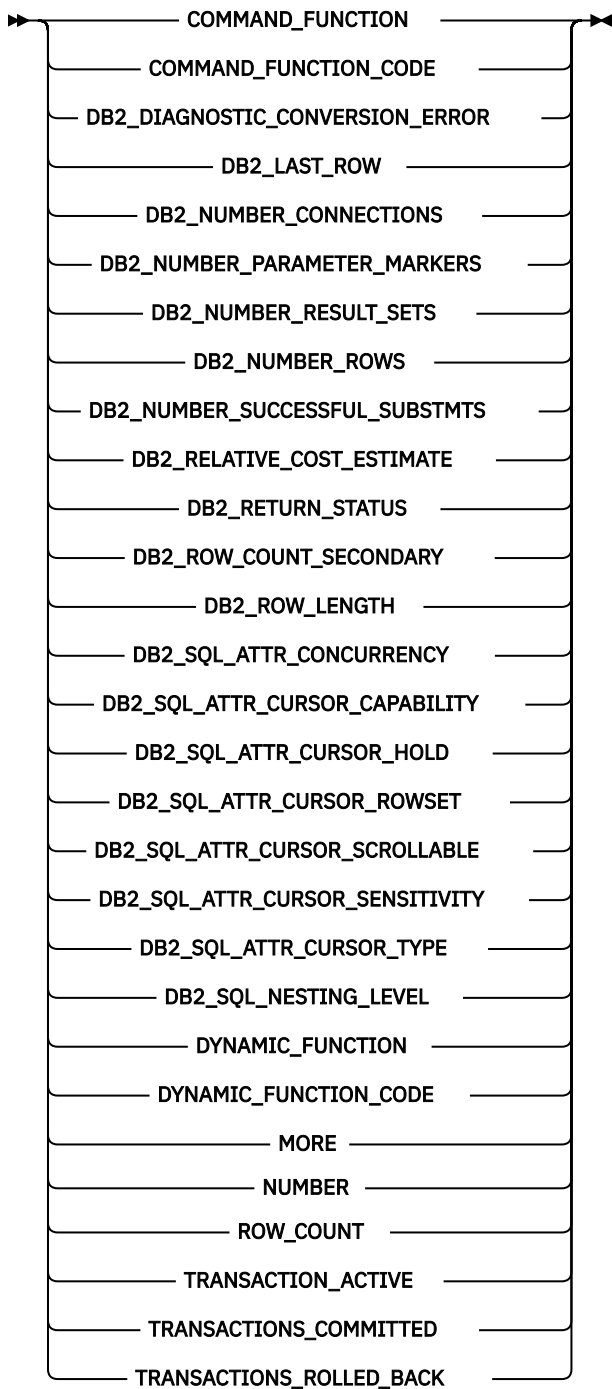 COMMAND_FUNCTION
COMMAND_FUNCTION_CODE
DB2_DIAGNOSTIC_CONVERSION_ERROR
DB2_LAST_ROW
DB2_NUMBER_CONNECTIONS
DB2_NUMBER_PARAMETER_MARKERS
DB2_NUMBER_RESULT_SETS
DB2_NUMBER_ROWS
DB2_NUMBER_SUCCESSFUL_SUBSTMTS
DB2_RELATIVE_COST_ESTIMATE
DB2_RETURN_STATUS
DB2_ROW_COUNT_SECONDARY
DB2_ROW_LENGTH
DB2_SQL_ATTR_CONCURRENCY
DB2_SQL_ATTR_CURSOR_CAPABILITY
DB2_SQL_ATTR_CURSOR_HOLD
DB2_SQL_ATTR_CURSOR_ROWSET
DB2_SQL_ATTR_CURSOR_SCROLLABLE
DB2_SQL_ATTR_CURSOR_SENSITIVITY
DB2_SQL_ATTR_CURSOR_TYPE
DB2_SQL_NESTING_LEVEL
DYNAMIC_FUNCTION
DYNAMIC_FUNCTION_CODE
MORE
NUMBER
ROW_COUNT
TRANSACTION_ACTIVE
TRANSACTIONS_COMMITTED
TRANSACTIONS_ROLLED_BACK